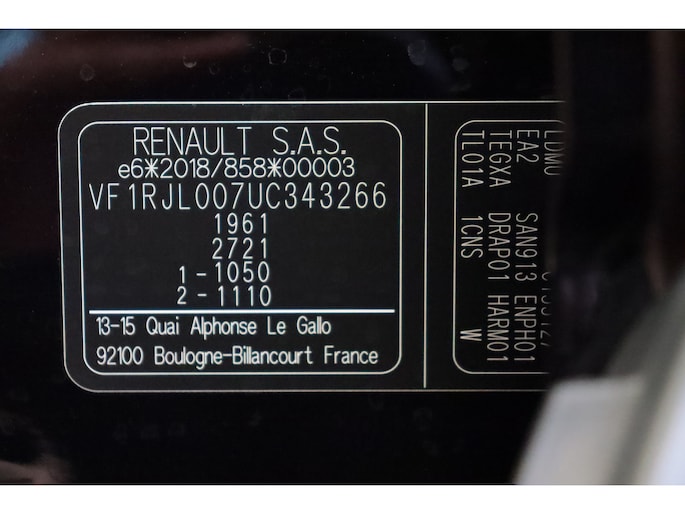 RENAULT S.A.S.
e6*2018/858*00003
VF1RJL007UC343266
1961
2721
1-1050
2-1110
13-15 Quai Alphonse Le Gallo
92100 Boulogne-Billancourt France
EA2 SAN913 ENPH01
TEGXA DRAP01 HARM01
TL01A 1CNS W